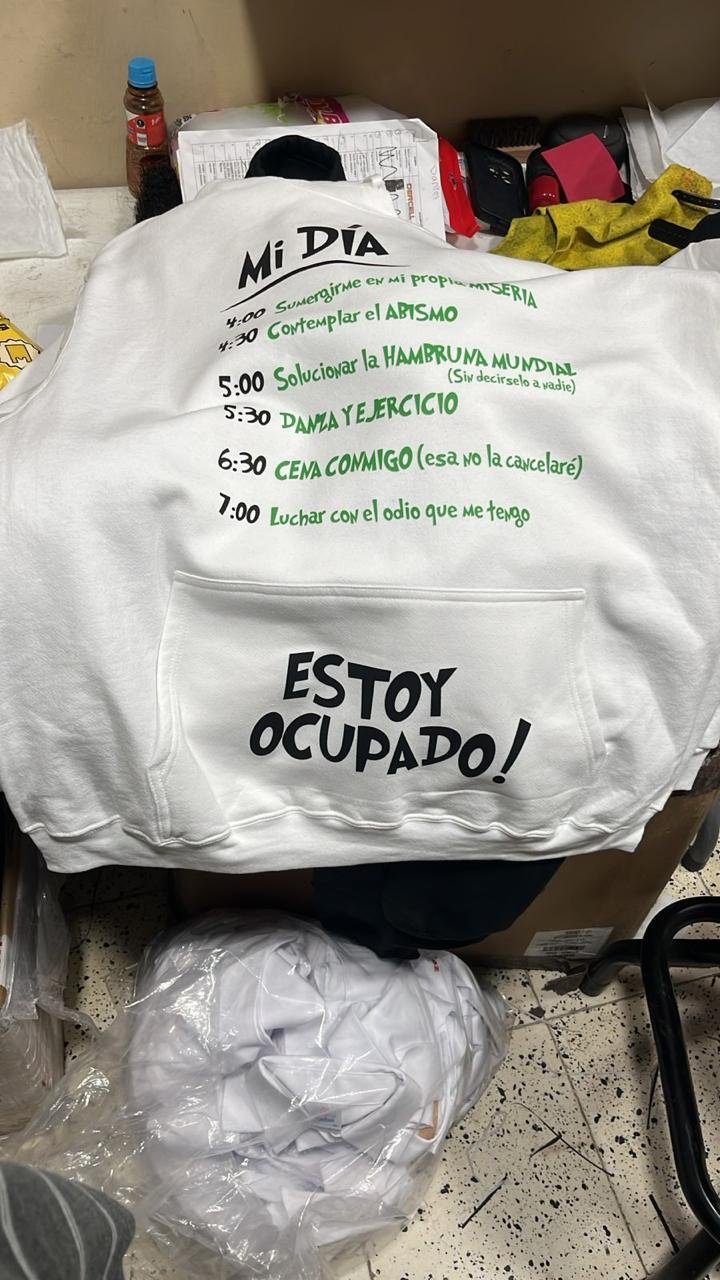 Mi DÍA
4:00 Sumergirme en mi propia MISERIA
4:30 Contemplar el ABISMO
5:00 Solucionar la HAMBRUNA MUNDIAL
(Sin decirselo a nadie)
5:30 DANZA Y EJERCICIO
6:30 CENA CONMIGO (esa no la cancelaré)
7:00 Luchar con el odio que me tengo
ESTOY
OCUPADO!